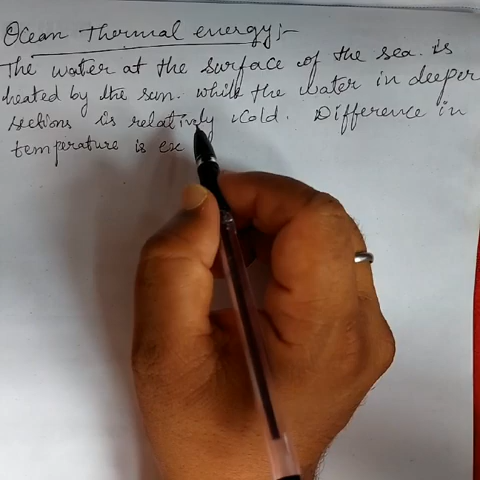 Ocean Thermal energy:-
The water at the surface of the sea is
heated by the sun. while the water in deeper
sections is relatively cold. Difference in
temperature is ex